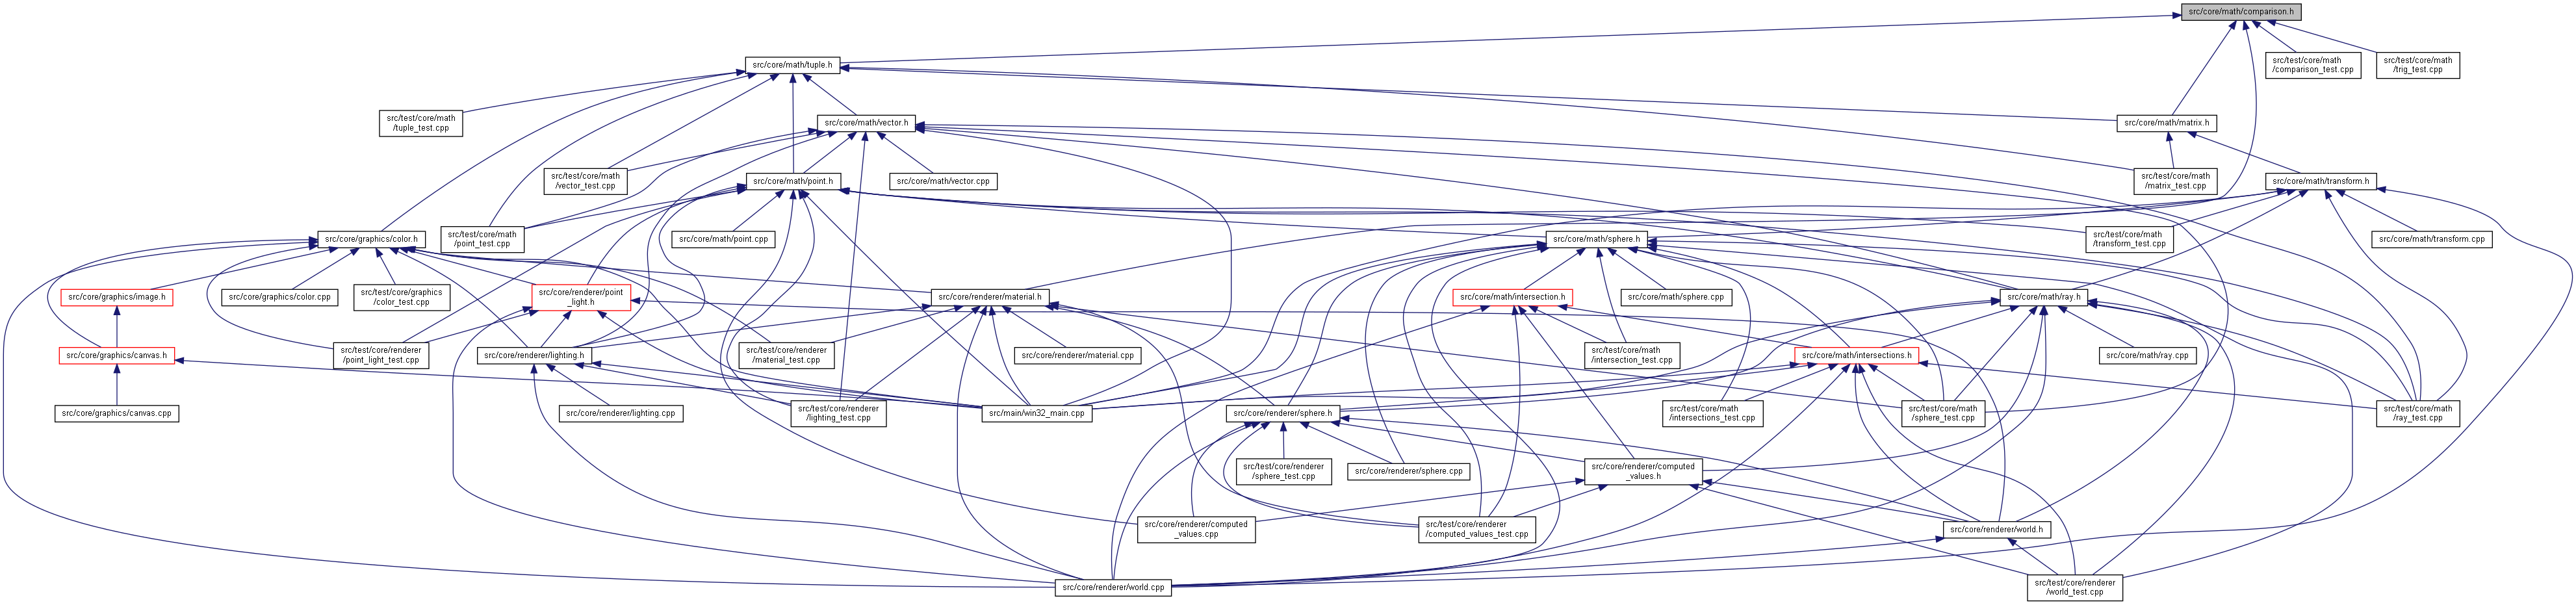 src/core/math/comparison.h
src/core/math/tuple.h
src/test/core/math
/comparison_test.cpp
src/test/core/math
/trig_test.cpp
src/test/core/math
/tuple_test.cpp
src/core/math/vector.h
src/core/math/matrix.h
src/test/core/math
/vector_test.cpp
src/core/math/point.h
src/core/math/vector.cpp
src/test/core/math
/matrix_test.cpp
src/core/math/transform.h
src/core/graphics/color.h
src/test/core/math
/point_test.cpp
src/core/math/point.cpp
src/core/math/sphere.h
src/test/core/math
/transform_test.cpp
src/core/math/transform.cpp
src/core/graphics/image.h
src/core/graphics/color.cpp
src/test/core/graphics
/color_test.cpp
src/core/renderer/point
_light.h
src/core/renderer/material.h
src/core/math/intersection.h
src/core/math/sphere.cpp
src/core/math/ray.h
src/core/graphics/canvas.h
src/test/core/renderer
/point_light_test.cpp
src/core/renderer/lighting.h
src/test/core/renderer
/material_test.cpp
src/core/renderer/material.cpp
src/test/core/math
/intersection_test.cpp
src/core/math/intersections.h
src/core/math/ray.cpp
src/core/graphics/canvas.cpp
src/core/renderer/lighting.cpp
src/test/core/renderer
/lighting_test.cpp
src/main/win32_main.cpp
src/core/renderer/sphere.h
src/test/core/math
/intersections_test.cpp
src/test/core/math
/sphere_test.cpp
src/test/core/math
/ray_test.cpp
src/test/core/renderer
/sphere_test.cpp
src/core/renderer/sphere.cpp
src/core/renderer/computed
_values.h
src/core/renderer/computed
_values.cpp
src/test/core/renderer
/computed_values_test.cpp
src/core/renderer/world.h
src/core/renderer/world.cpp
src/test/core/renderer
/world_test.cpp